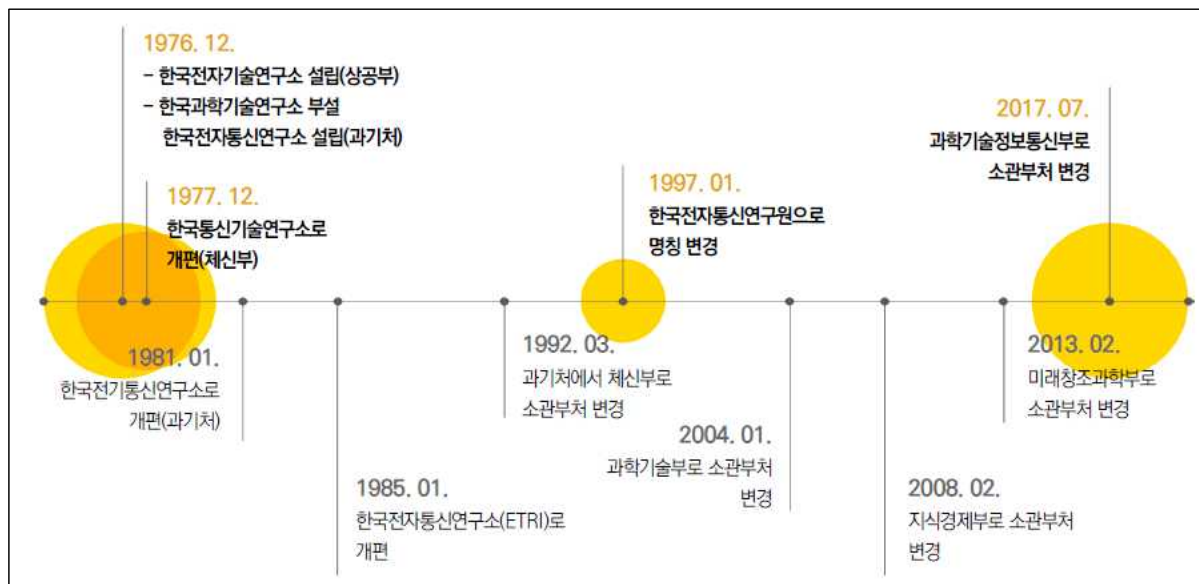 1976. 12.
- 한국전자기술연구소 설립(상공부)
- 한국과학기술연구소 부설
한국전자통신연구소 설립(과기처)
1977. 12.
한국통신기술연구소로
개편(체신부)
1981. 01.
한국전기통신연구소로
개편(과기처)
1985. 01.
한국전자통신연구소(ETRI)로
개편
1992. 03.
과기처에서 체신부로
소관부처 변경
1997. 01.
한국전자통신연구원으로
명칭 변경
2004. 01.
과학기술부로 소관부처
변경
2008. 02.
지식경제부로 소관부처
변경
2013. 02.
미래창조과학부로
소관부처 변경
2017. 07.
과학기술정보통신부로
소관부처 변경